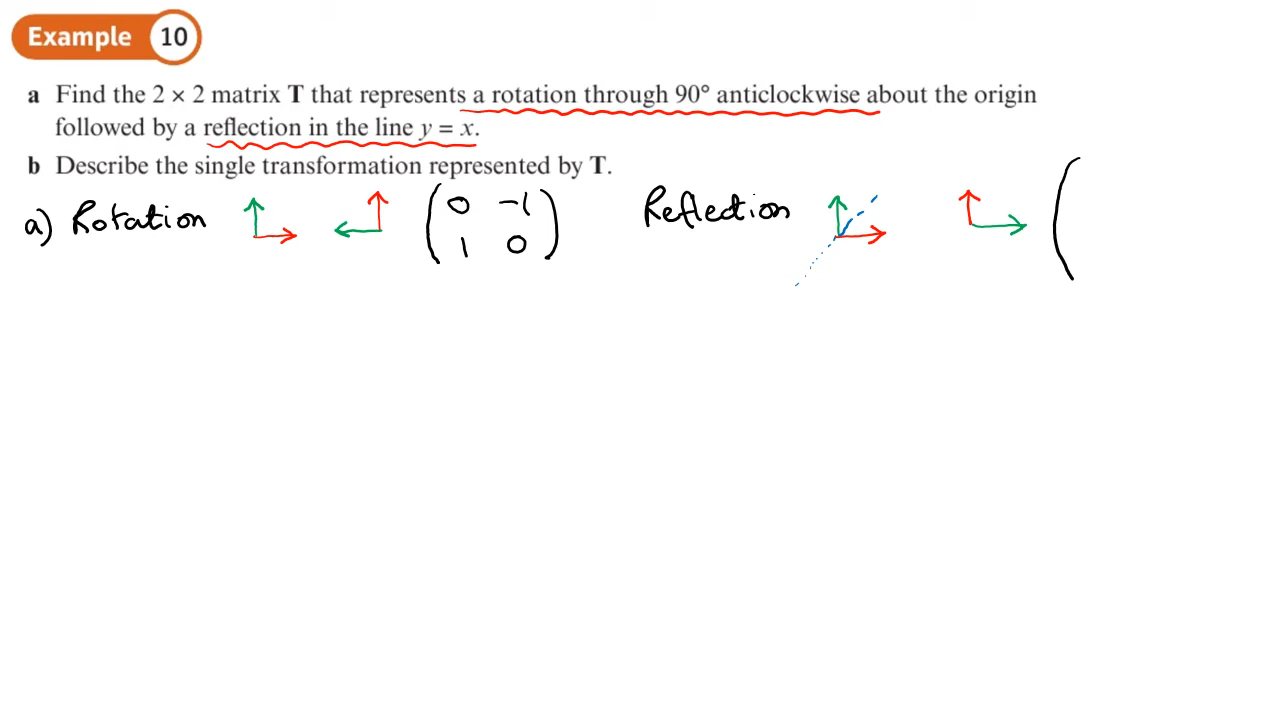 Example 10
a Find the 2 × 2 matrix T that represents a rotation through 90° anticlockwise about the origin
followed by a reflection in the line y = x.
b Describe the single transformation represented by T.
a) Rotation ( 0 -1 Reflection (
1 0 )